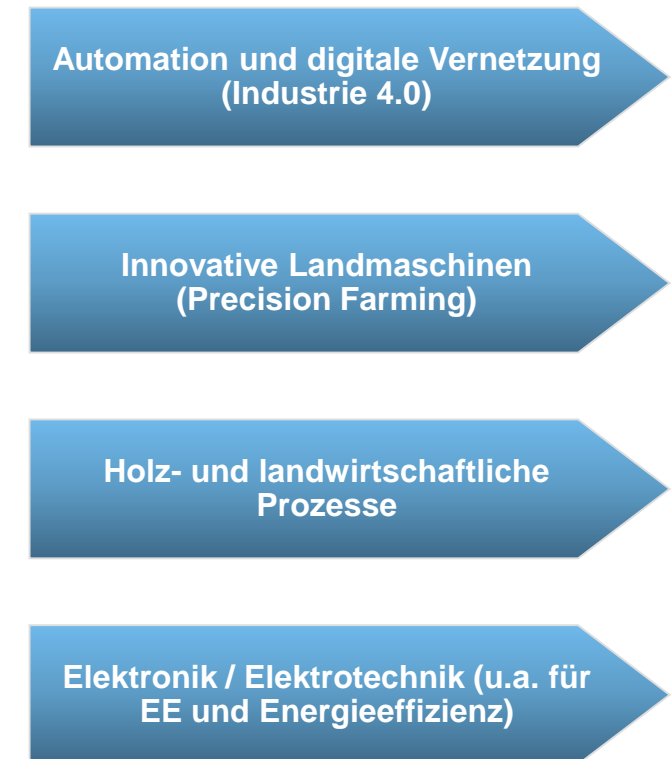 Automation und digitale Vernetzung
(Industrie 4.0)
Innovative Landmaschinen
(Precision Farming)
Holz- und landwirtschaftliche
Prozesse
Elektronik / Elektrotechnik (u.a. für
EE und Energieeffizienz)